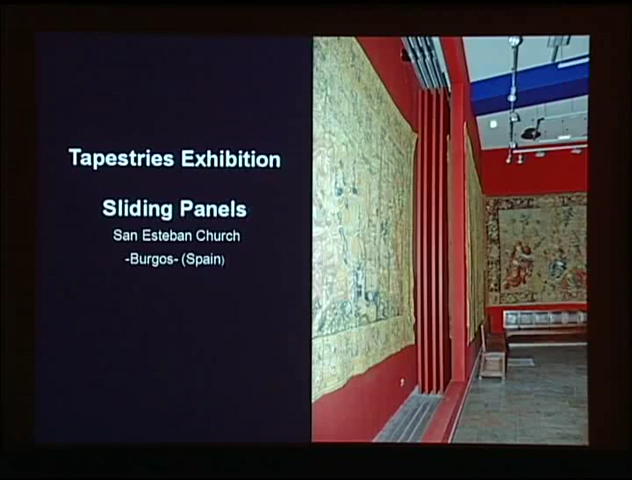 Tapestries Exhibition
Sliding Panels
San Esteban Church
-Burgos- (Spain)